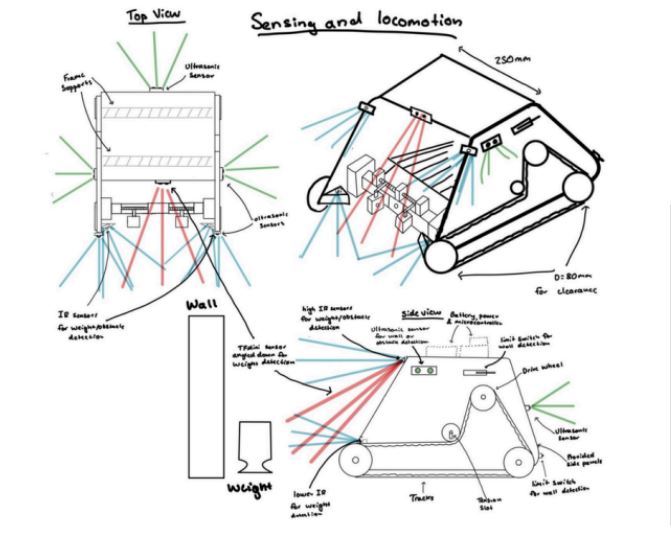 Top View
Sensing and locomotion
Ultrasonic
Sensor
Frame
Supports
250mm
Ultrasonic
Sensors
D=80mm
for clearance
IR sensors
for weight/obstacle
detection
Wall
TFmini sensor
angled down for
weight detection
high IR sensors
for weight/obstacle
detection
Side view
Ultrasonic sensor
for wall or
obstacle detection
Battery, power
& microcontroller
limit Switch for
wall detection
Drive wheel
Ultrasonic
Sensor
Provided
side panels
limit switch
for wall detection
Weight
lower IR
for weight
detection
Tracks
Tension
Slot